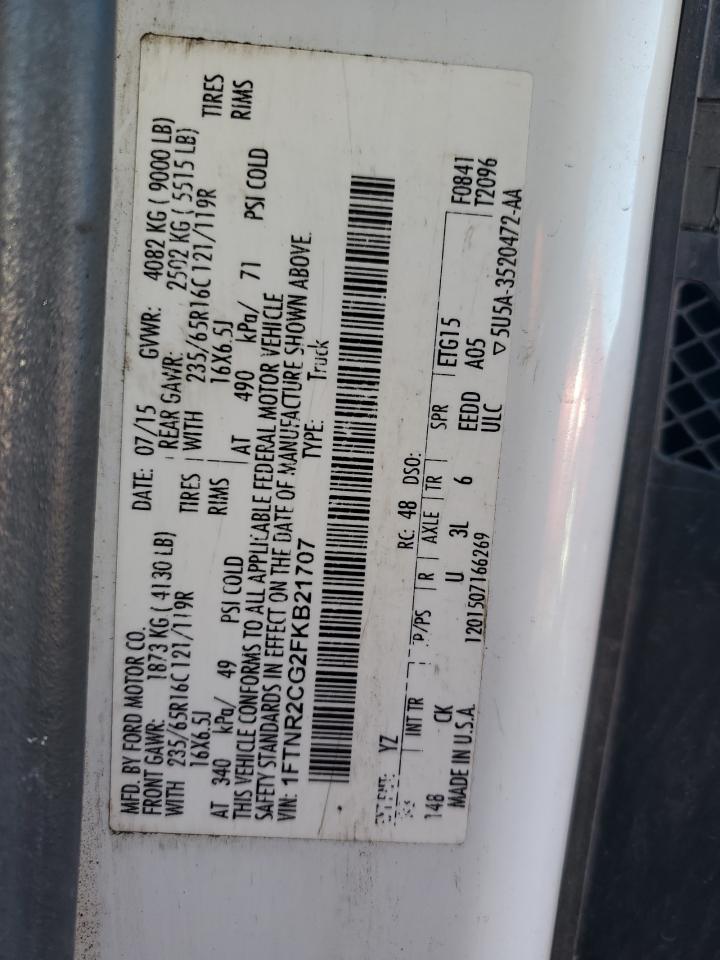 MFD. BY FORD MOTOR CO. DATE: 07/15 GVWR: 4082 KG ( 9000 LB)
FRONT GAWR: 1873 KG ( 4130 LB) REAR GAWR: 2502 KG ( 5515 LB)
WITH 235/65R16C 121/119R TIRES WITH 235/65R16C 121/119R TIRES
16X6.5J RIMS 16X6.5J RIMS
AT 340 kPa/ 49 PSI COLD AT 490 kPa/ 71 PSI COLD
THIS VEHICLE CONFORMS TO ALL APPLICABLE FEDERAL MOTOR VEHICLE
SAFETY STANDARDS IN EFFECT ON THE DATE OF MANUFACTURE SHOWN ABOVE.
VIN: 1FTNR2CG2FKB21707 TYPE: Truck
YZ RC: 48 DSO: F0841
INT TR P/PS R AXLE TR SPR ETG15 T2096
148 CK U 3L 6 EEDD A05
MADE IN U.S.A. 1201507166269 ULC ▽5U5A-3520472-AA